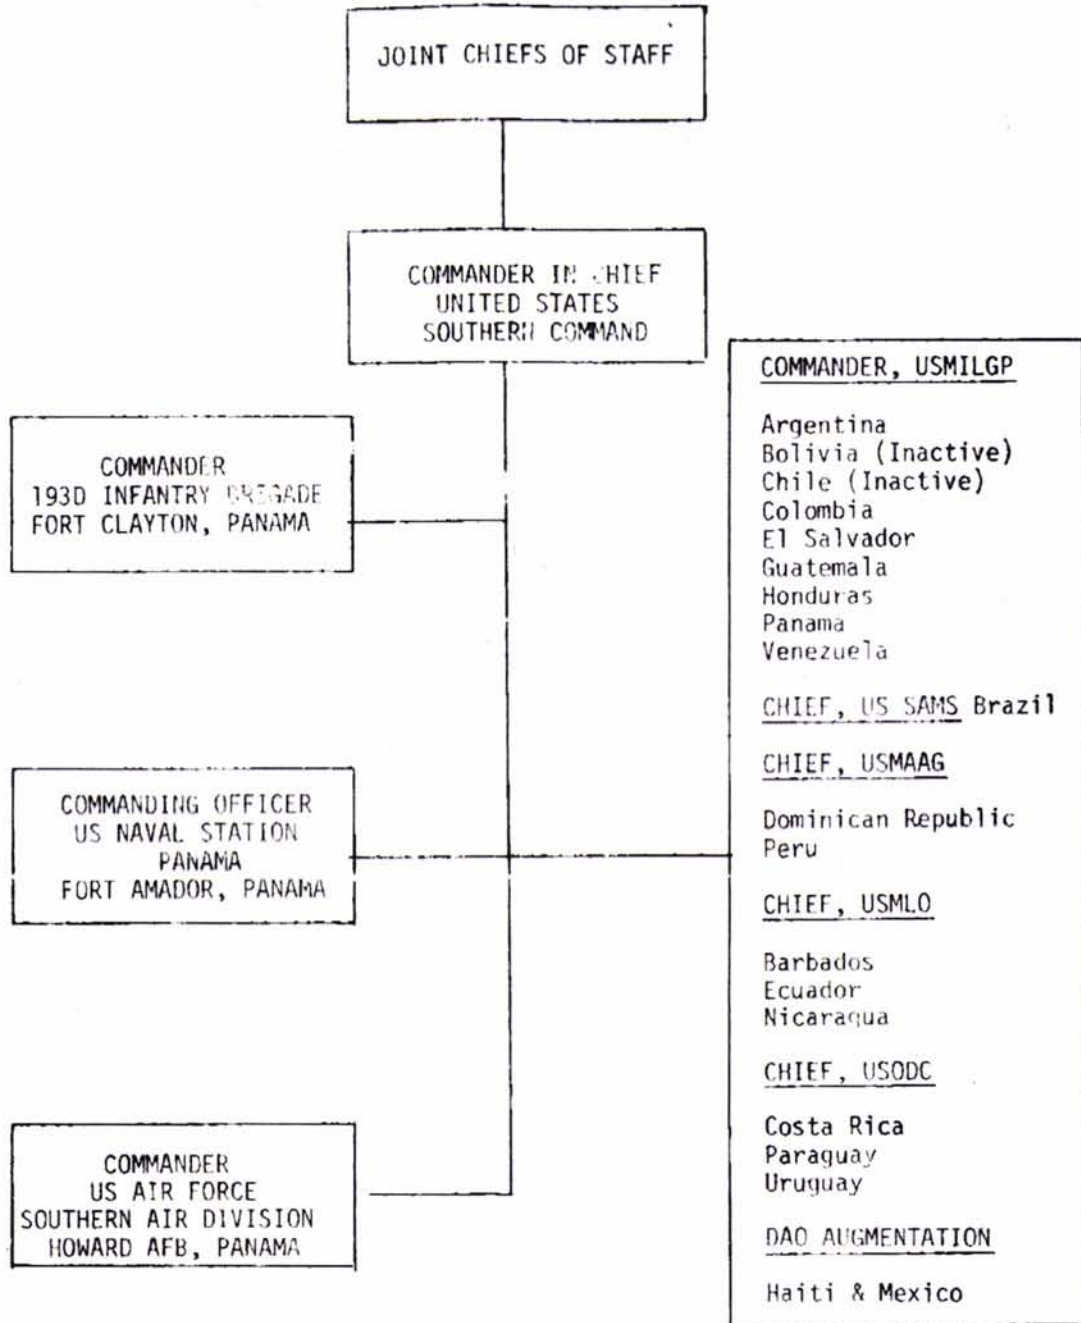 JOINT CHIEFS OF STAFF
COMMANDER IN CHIEF
UNITED STATES
SOUTHERN COMMAND
COMMANDER
193D INFANTRY BRIGADE
FORT CLAYTON, PANAMA
COMMANDING OFFICER
US NAVAL STATION
PANAMA
FORT AMADOR, PANAMA
COMMANDER
US AIR FORCE
SOUTHERN AIR DIVISION
HOWARD AFB, PANAMA
COMMANDER, USMILGP
Argentina
Bolivia (Inactive)
Chile (Inactive)
Colombia
El Salvador
Guatemala
Honduras
Panama
Venezuela
CHIEF, US SAMS Brazil
CHIEF, USMAAG
Dominican Republic
Peru
CHIEF, USMLO
Barbados
Ecuador
Nicaraqua
CHIEF, USODC
Costa Rica
Paraguay
Uruguay
DAO AUGMENTATION
Haiti & Mexico